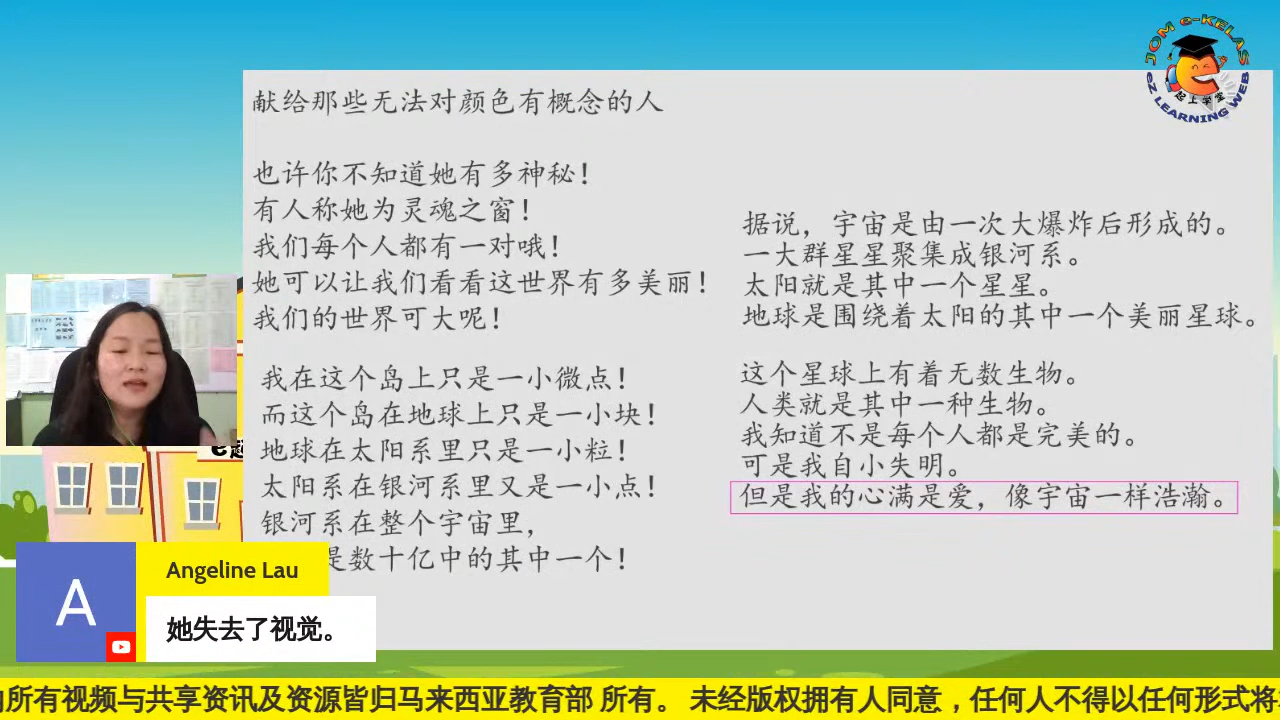 JOM e-KELAS
起上学堂
eZ LEARNING WEB
献给那些无法对颜色有概念的人
也许你不知道她有多神秘！
有人称她为灵魂之窗！
我们每个人都有一对哦！
她可以让我们看看这世界有多美丽！
我们的世界可大呢！
我在这个岛上只是一小微点！
而这个岛在地球上只是一小块！
地球在太阳系里只是一小粒！
太阳系在银河系里又是一小点！
银河系在整个宇宙里，
是数十亿中的其中一个！
据说，宇宙是由一次大爆炸后形成的。
一大群星星聚集成银河系。
太阳就是其中一个星星。
地球是围绕着太阳的其中一个美丽星球。
这个星球上有着无数生物。
人类就是其中一种生物。
我知道不是每个人都是完美的。
可是我自小失明。
但是我的心满是爱，像宇宙一样浩瀚。
A
Angeline Lau
她失去了视觉。
所有视频与共享资讯及资源皆归马来西亚教育部 所有。 未经版权拥有人同意，任何人不得以任何形式将